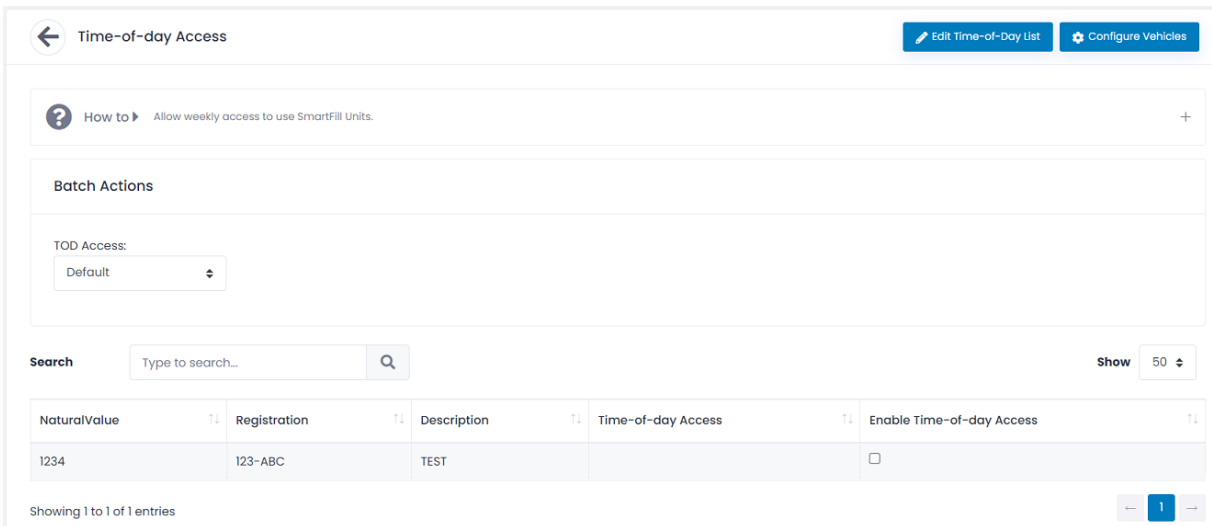 Time-of-day Access
Edit Time-of-Day List
Configure Vehicles
How to Allow weekly access to use SmartFill Units.
Batch Actions
TOD Access:
Default
Search Type to search... Show 50
NaturalValue Registration Description Time-of-day Access Enable Time-of-day Access
1234 123-ABC TEST
Showing 1 to 1 of 1 entries ← 1 →